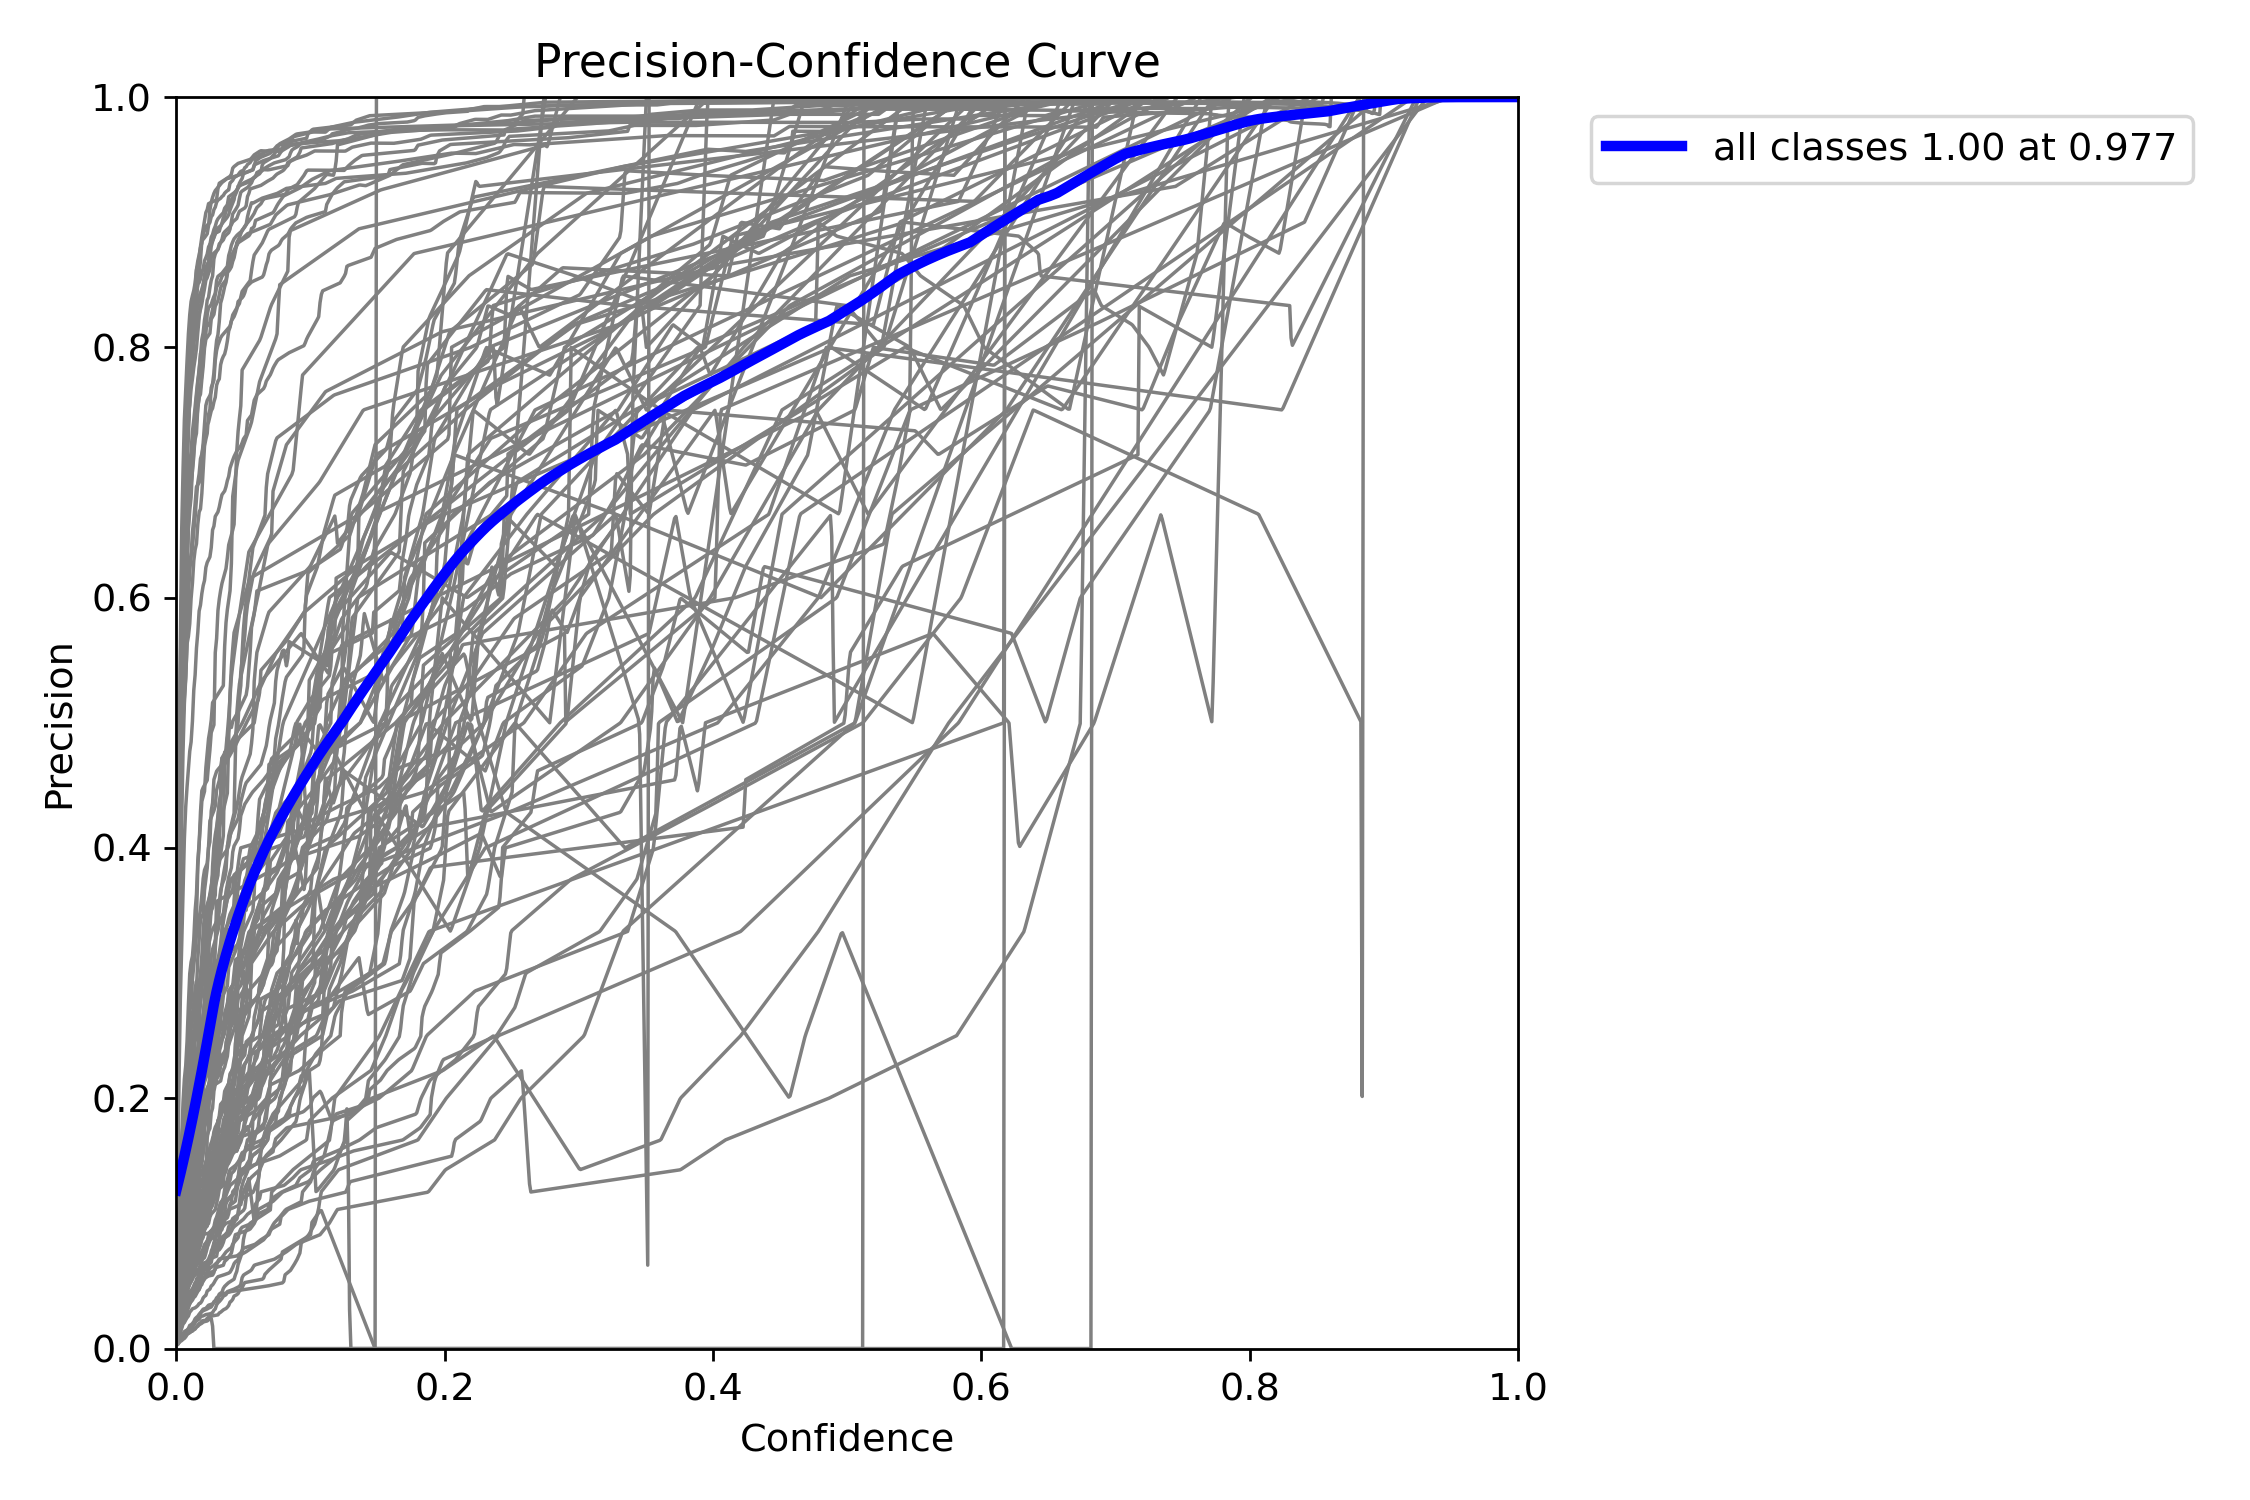 Precision-Confidence Curve
all classes 1.00 at 0.977
1.0
0.8
0.6
0.4
0.2
0.0
Precision
0.0 0.2 0.4 0.6 0.8 1.0
Confidence